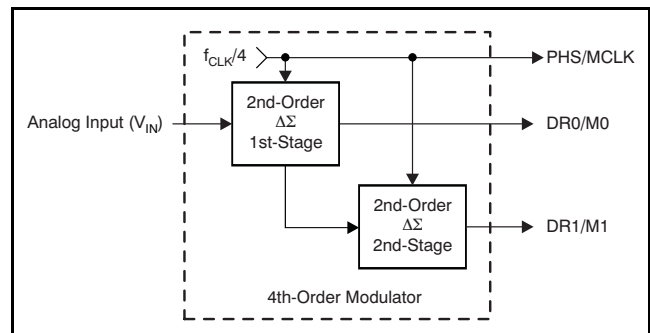 f_CLK/4
PHS/MCLK
Analog Input (V_IN)
2nd-Order
ΔΣ
1st-Stage
DR0/M0
2nd-Order
ΔΣ
2nd-Stage
DR1/M1
4th-Order Modulator